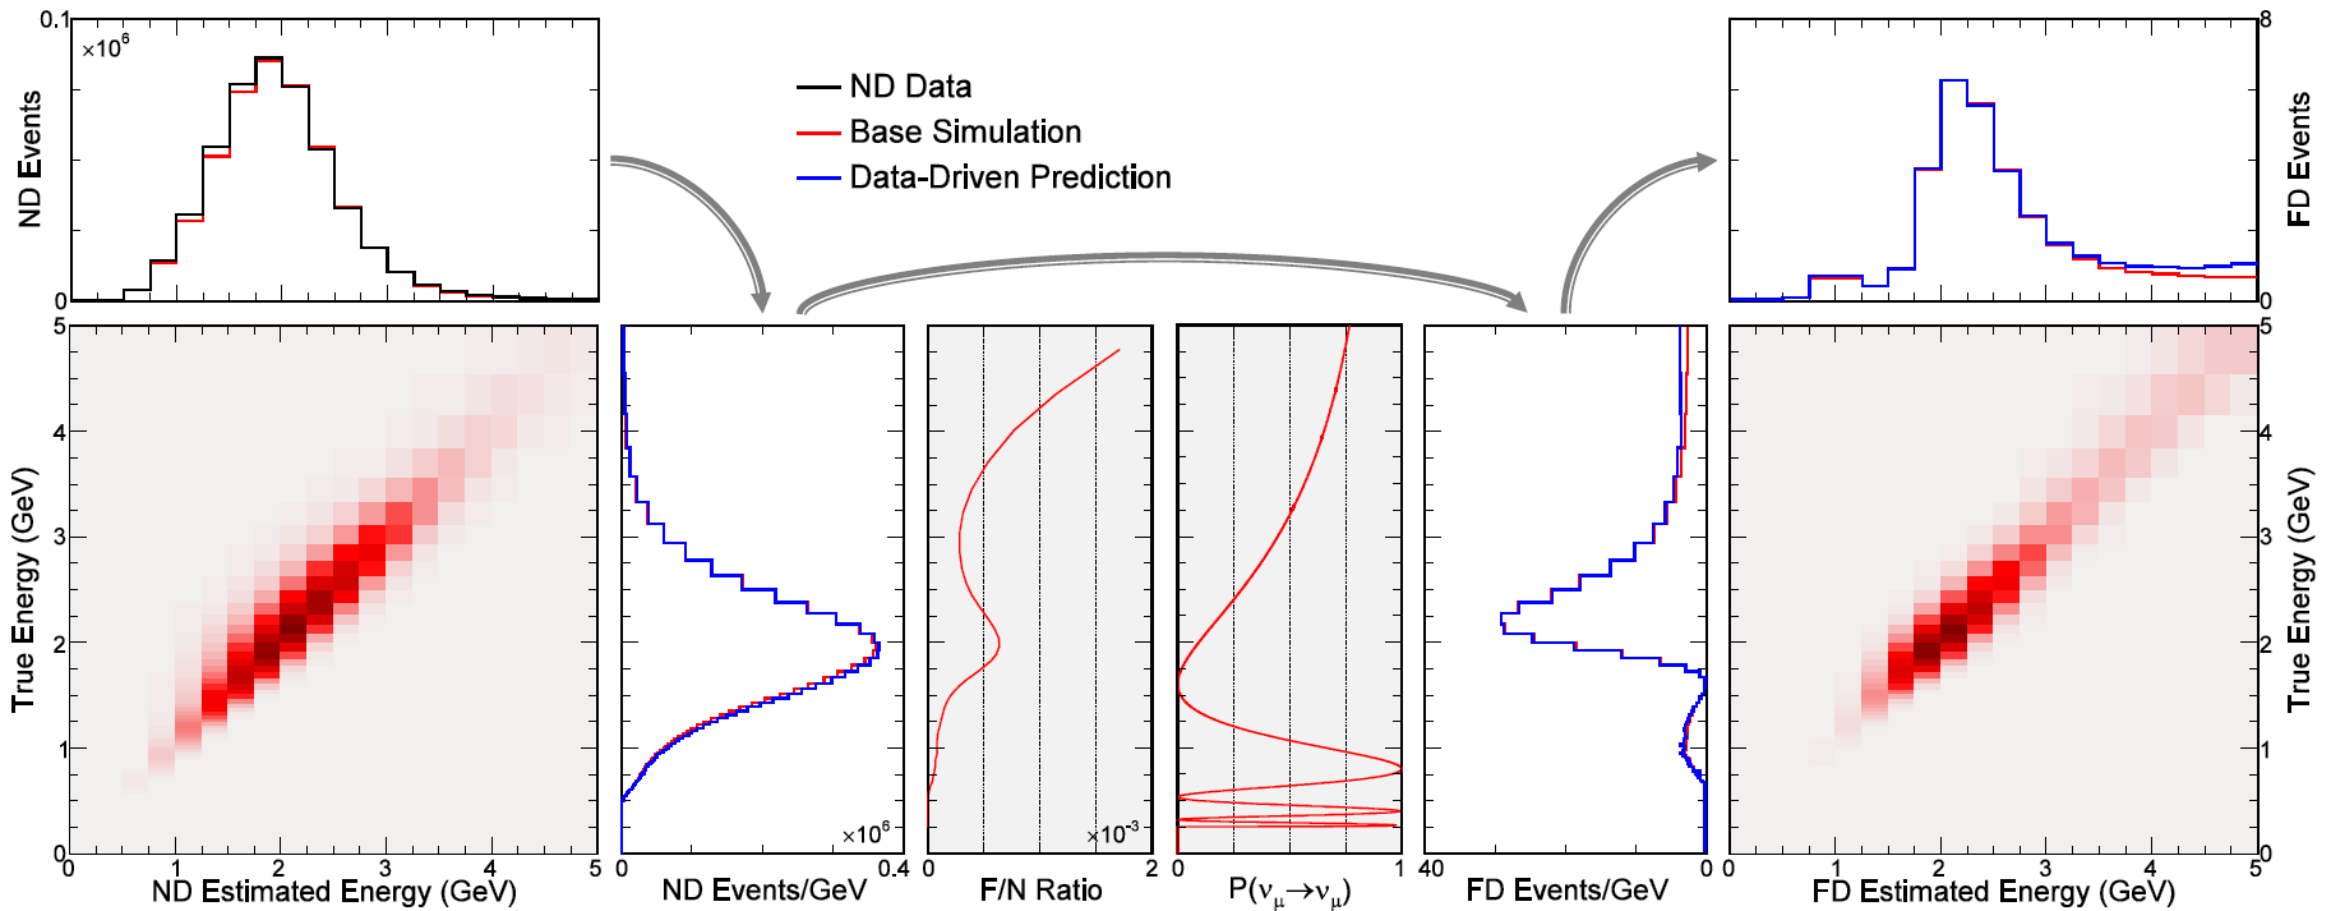 0.1
×10⁶
ND Events
0
ND Data
Base Simulation
Data-Driven Prediction
8
FD Events
0
5
4
3
2
1
0
True Energy (GeV)
0 1 2 3 4 5
ND Estimated Energy (GeV)
×10⁶
0 0.4
ND Events/GeV
×10⁻³
0 2
F/N Ratio
0 1
P(νμ→νμ)
40 0
FD Events/GeV
0 1 2 3 4 5
FD Estimated Energy (GeV)
5
4
3
2
1
0
True Energy (GeV)